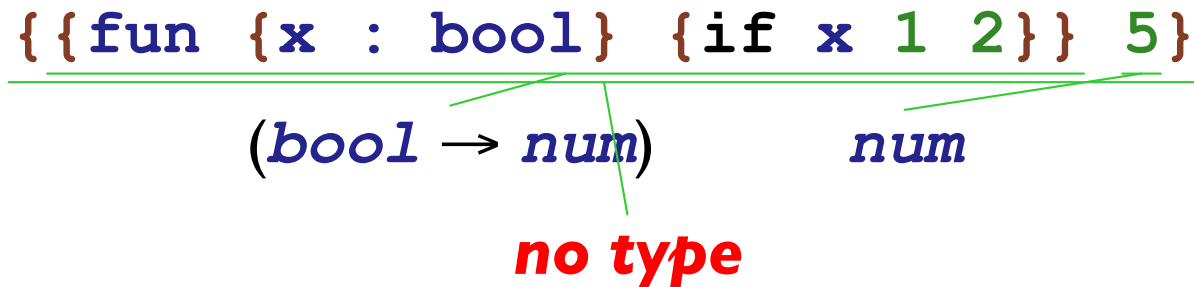 {{fun {x : bool} {if x 1 2}} 5}
(bool → num) num
no type